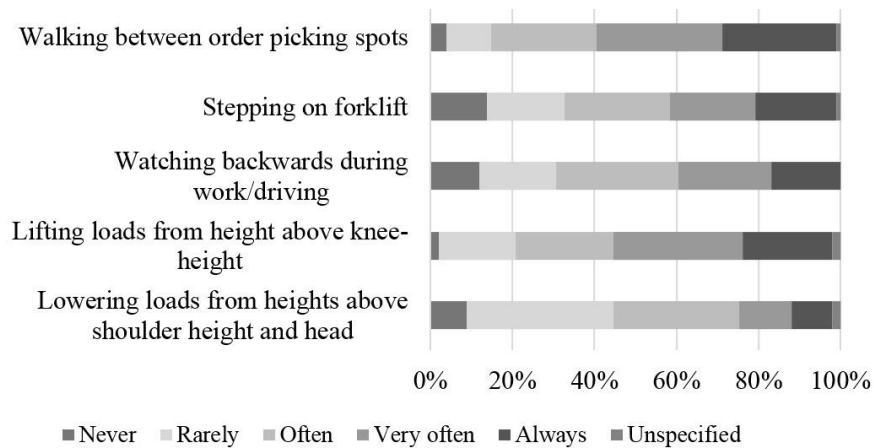 Walking between order picking spots
Stepping on forklift
Watching backwards during
work/driving
Lifting loads from height above knee-
height
Lowering loads from heights above
shoulder height and head
0% 20% 40% 60% 80% 100%
Never Rarely Often Very often Always Unspecified